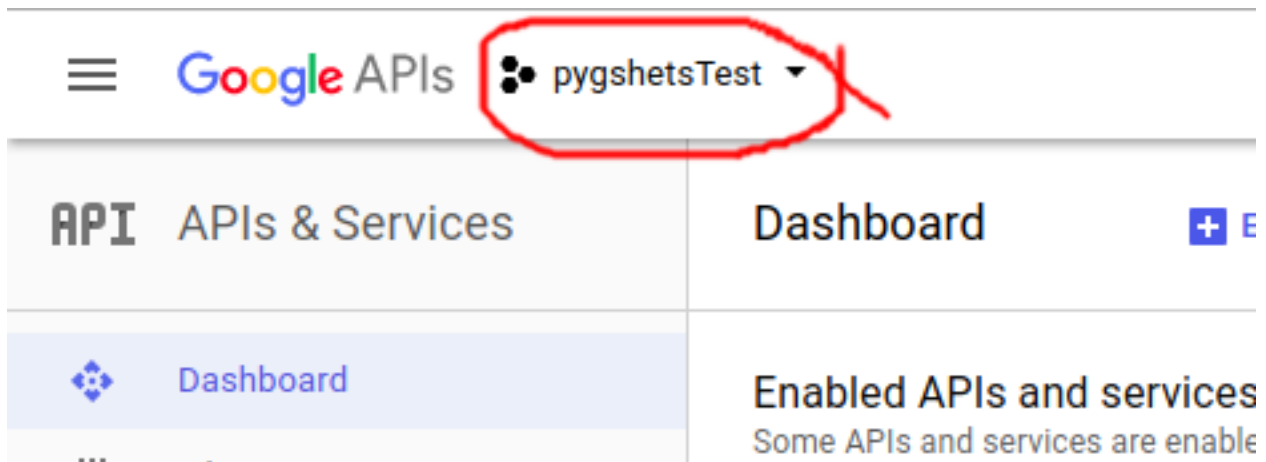 Google APIs pygshetsTest
API APIs & Services
Dashboard
Dashboard
Enabled APIs and services
Some APIs and services are enable